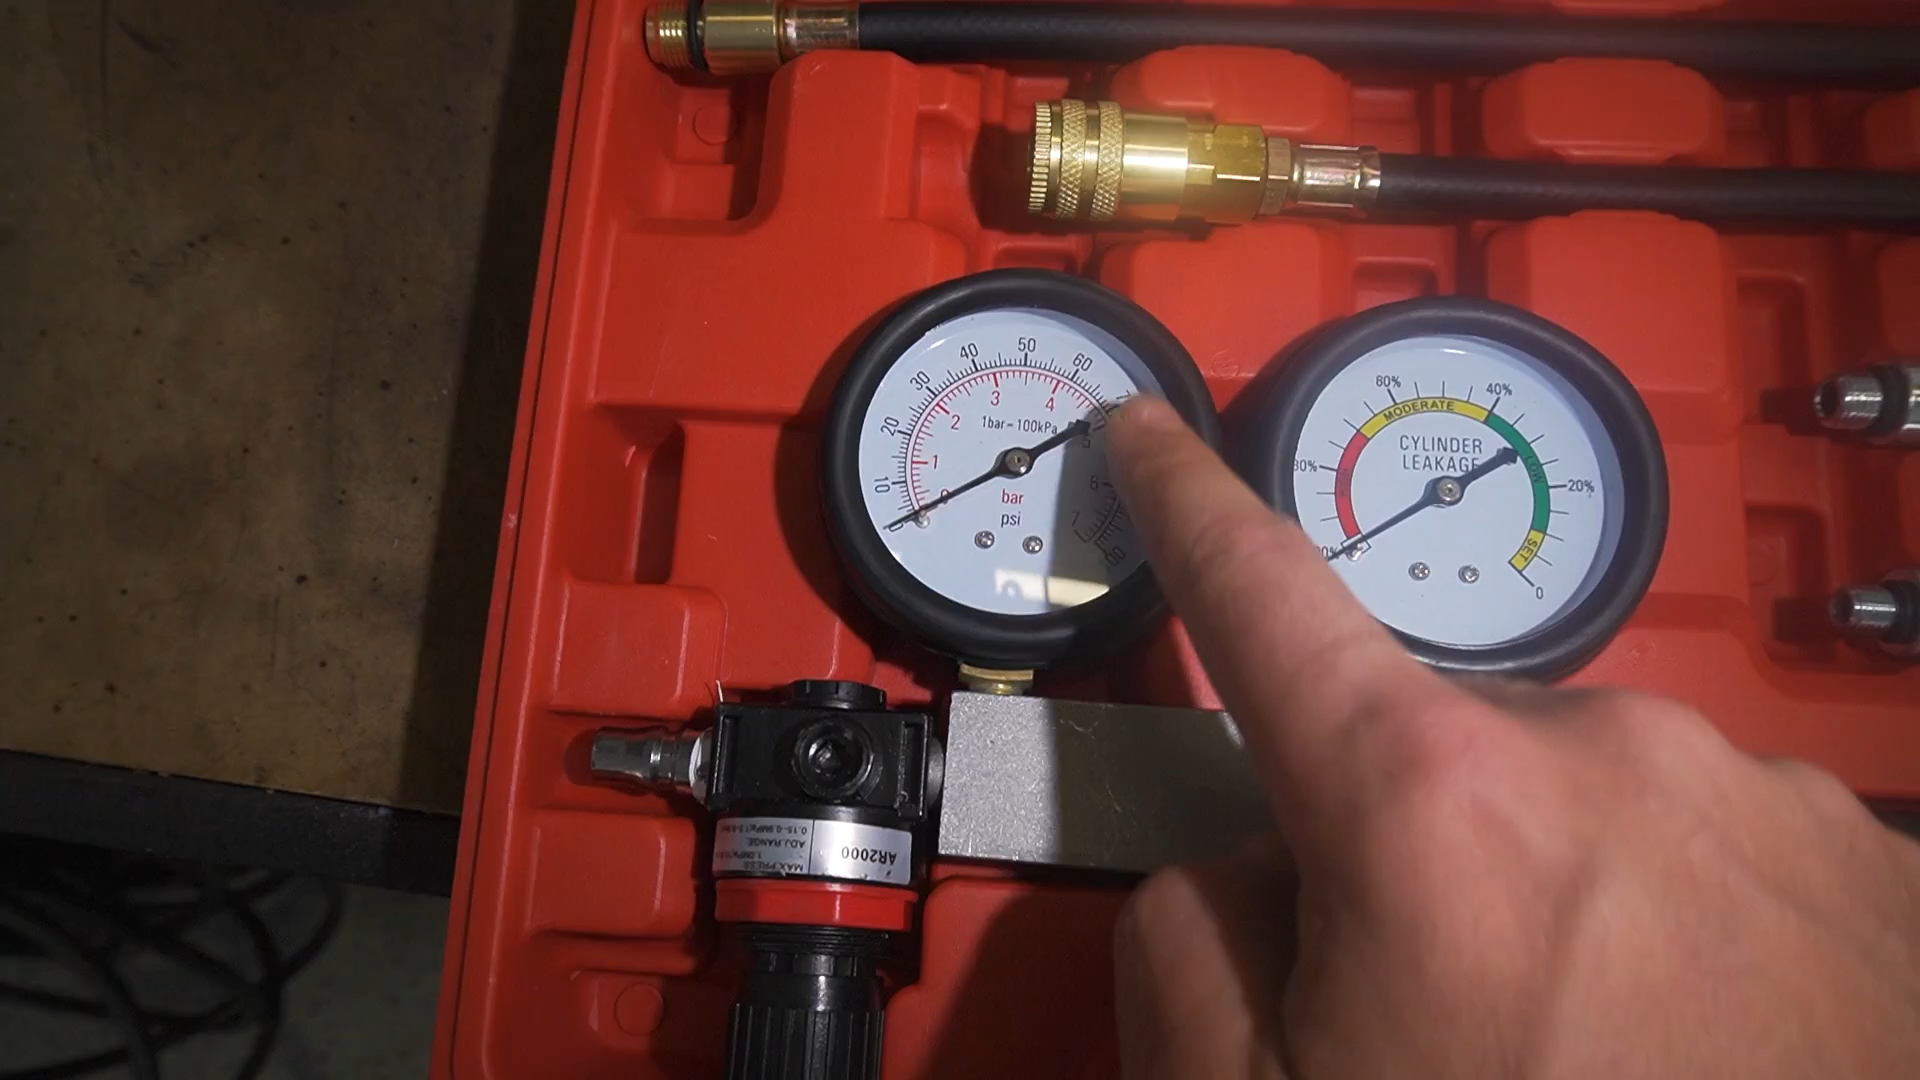 10 20 30 40 50 60
0 1 2 3 4 5 6 7
1bar=100kPa
bar
psi
60% 40%
80% 20%
0
MODERATE
LOW
SET
CYLINDER
LEAKAGE
AR2000
MAX.PRESS:
ADJ.RANGE: